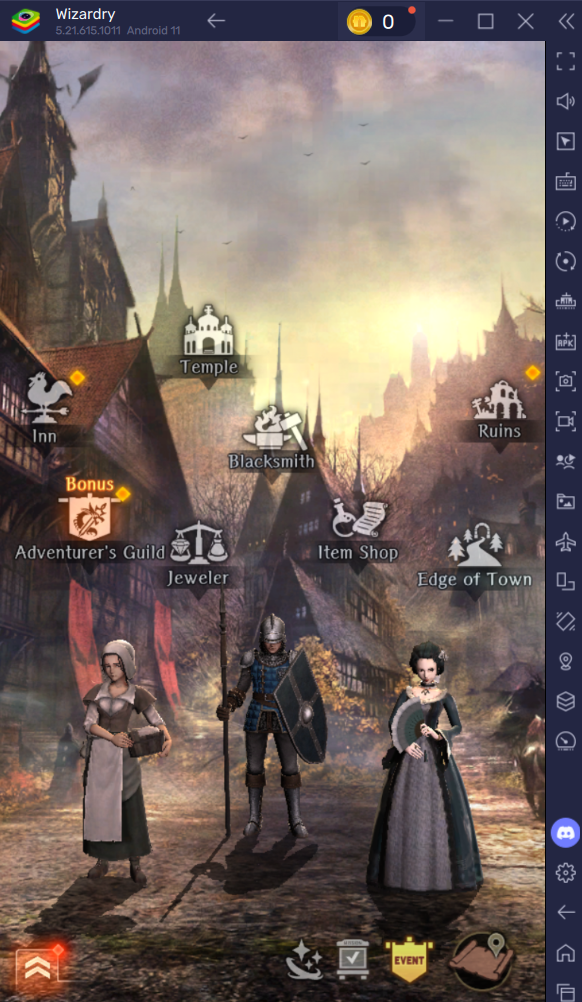 Wizardry
5.21.615.1011 Android 11
0
Temple
Inn
Ruins
Blacksmith
Bonus
Adventurer's Guild
Item Shop
Jeweler
Edge of Town
EVENT